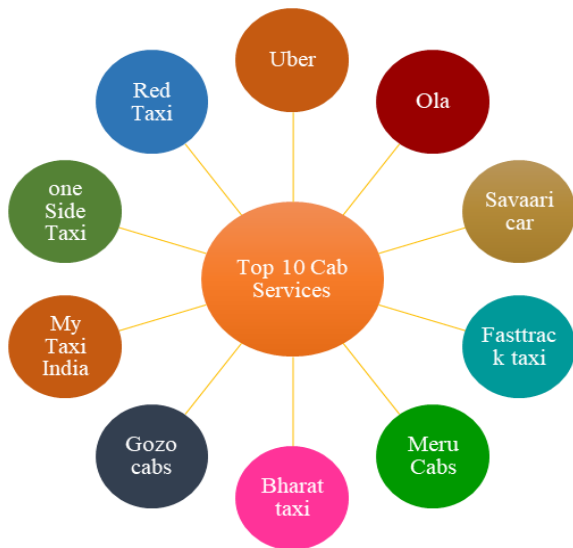 Uber
Ola
Savaari
car
Fasttrac
k taxi
Meru
Cabs
Bharat
taxi
Gozo
cabs
My
Taxi
India
one
Side
Taxi
Red
Taxi
Top 10 Cab
Services